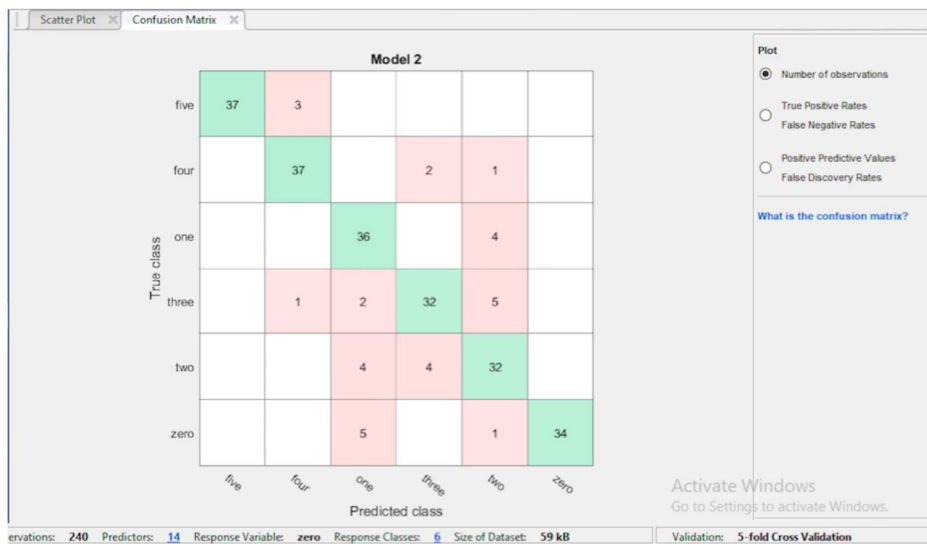 Scatter Plot Confusion Matrix
Model 2
Plot
Number of observations
True Positive Rates
False Negative Rates
Positive Predictive Values
False Discovery Rates
What is the confusion matrix?
True class
five 37 3
four 37 2 1
one 36 4
three 1 2 32 5
two 4 4 32
zero 5 1 34
five four one three two zero
Predicted class
Activate Windows
Go to Settings to activate Windows.
ervations: 240 Predictors: 14 Response Variable: zero Response Classes: 6 Size of Dataset: 59 kB Validation: 5-fold Cross Validation